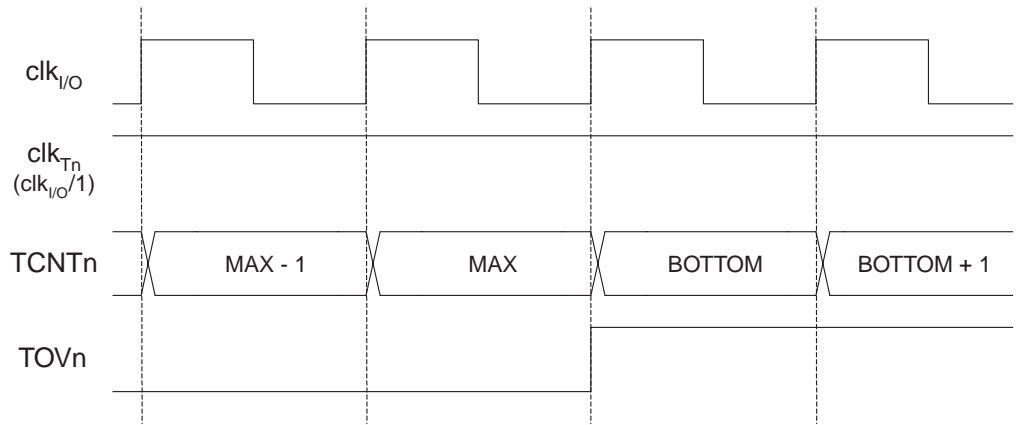 clkI/O
clkTn
(clkI/O/1)
TCNTn MAX - 1 MAX BOTTOM BOTTOM + 1
TOVn